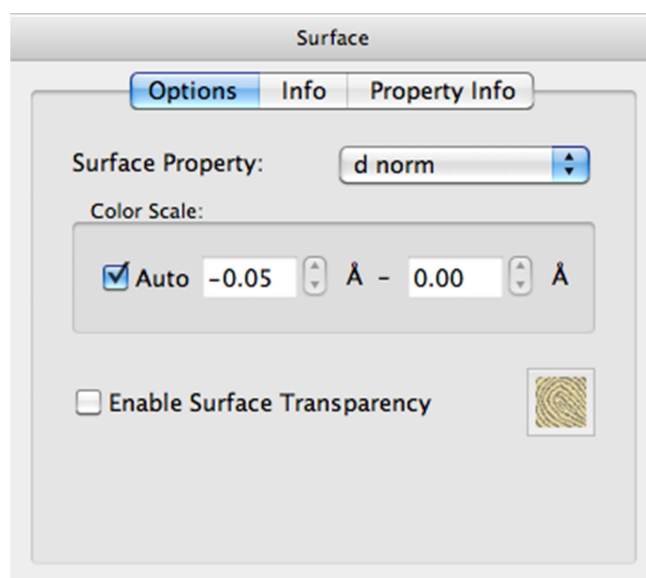 Surface
Options Info Property Info
Surface Property: d norm
Color Scale:
Auto -0.05 Å - 0.00 Å
Enable Surface Transparency